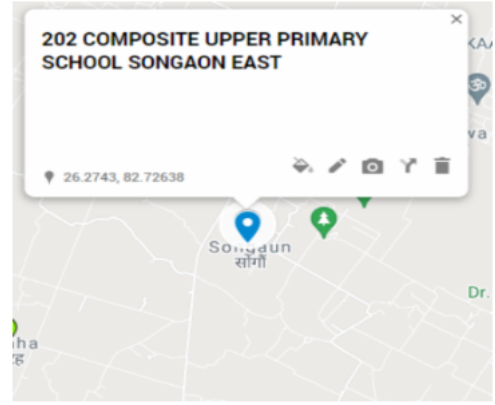 202 COMPOSITE UPPER PRIMARY
SCHOOL SONGAON EAST
26.2743, 82.72638
Songaun
सोंगौं
Dr.